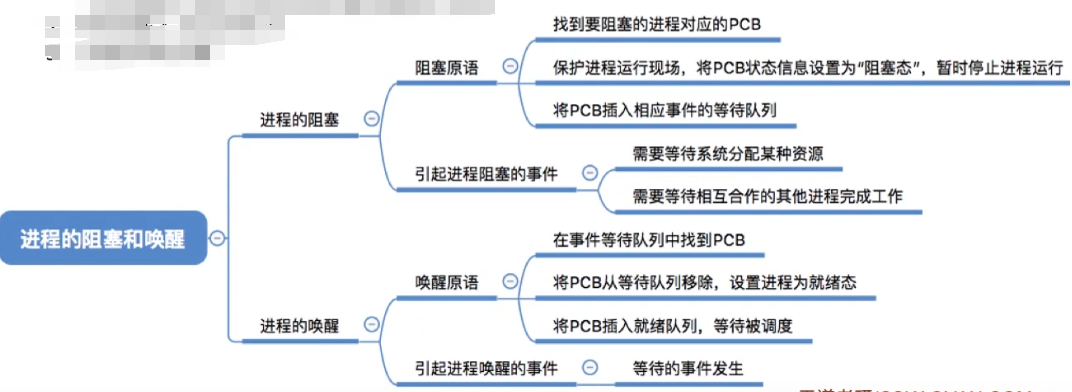 找到要阻塞的进程对应的PCB
阻塞原语
保护进程运行现场，将PCB状态信息设置为“阻塞态”，暂时停止进程运行
进程的阻塞
将PCB插入相应事件的等待队列
需要等待系统分配某种资源
引起进程阻塞的事件
需要等待相互合作的其他进程完成工作
进程的阻塞和唤醒
在事件等待队列中找到PCB
唤醒原语
将PCB从等待队列移除，设置进程为就绪态
进程的唤醒
将PCB插入就绪队列，等待被调度
引起进程唤醒的事件
等待的事件发生